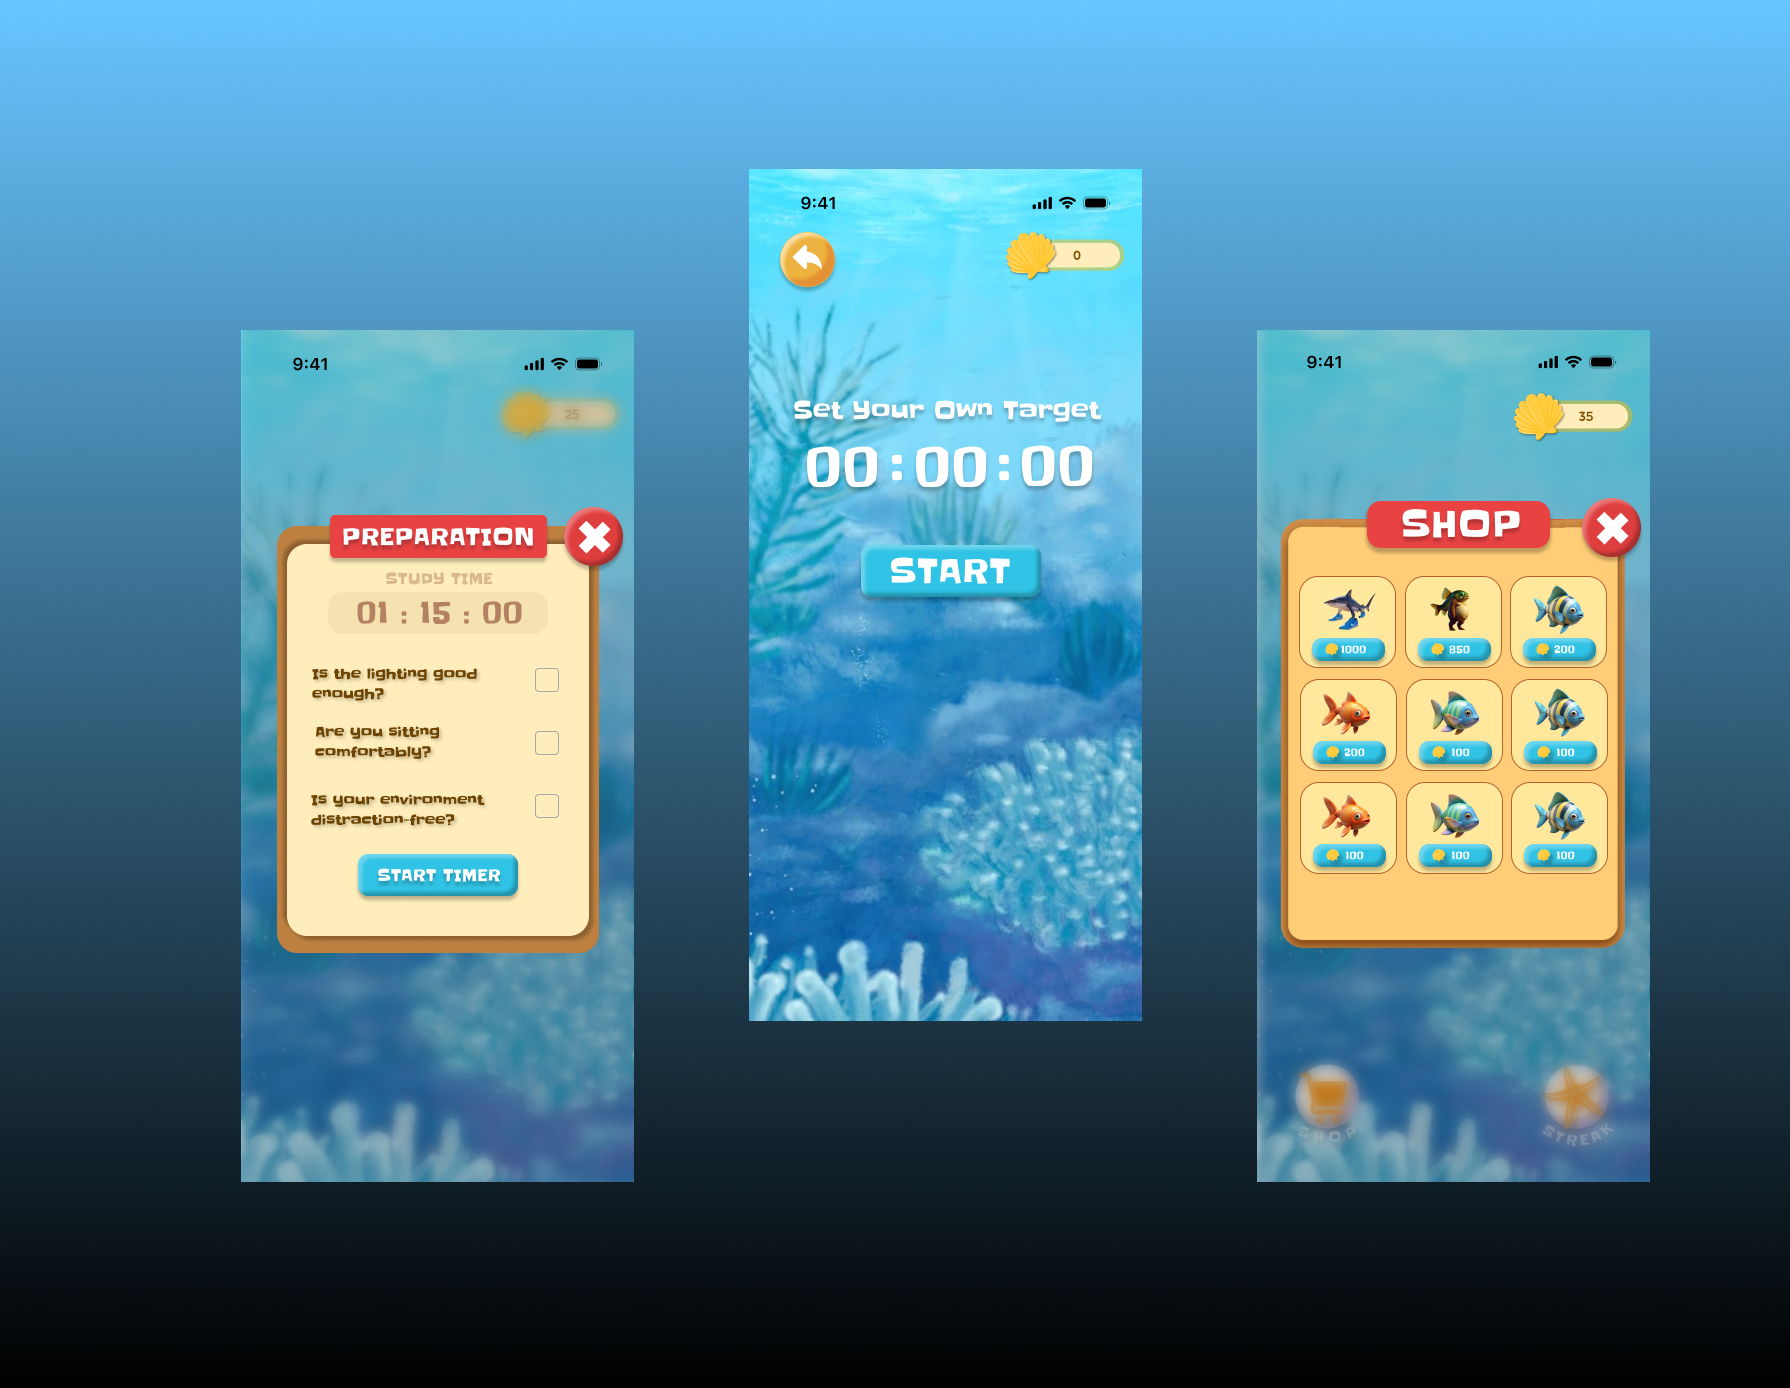 9:41
25
PREPARATION
STUDY TIME
01 : 15 : 00
Is the lighting good
enough?
Are you sitting
comfortably?
Is your environment
distraction-free?
START TIMER
9:41
0
Set Your Own Target
00:00:00
START
9:41
35
SHOP
1000
850
200
200
100
100
100
100
100
SHOP
STREAK